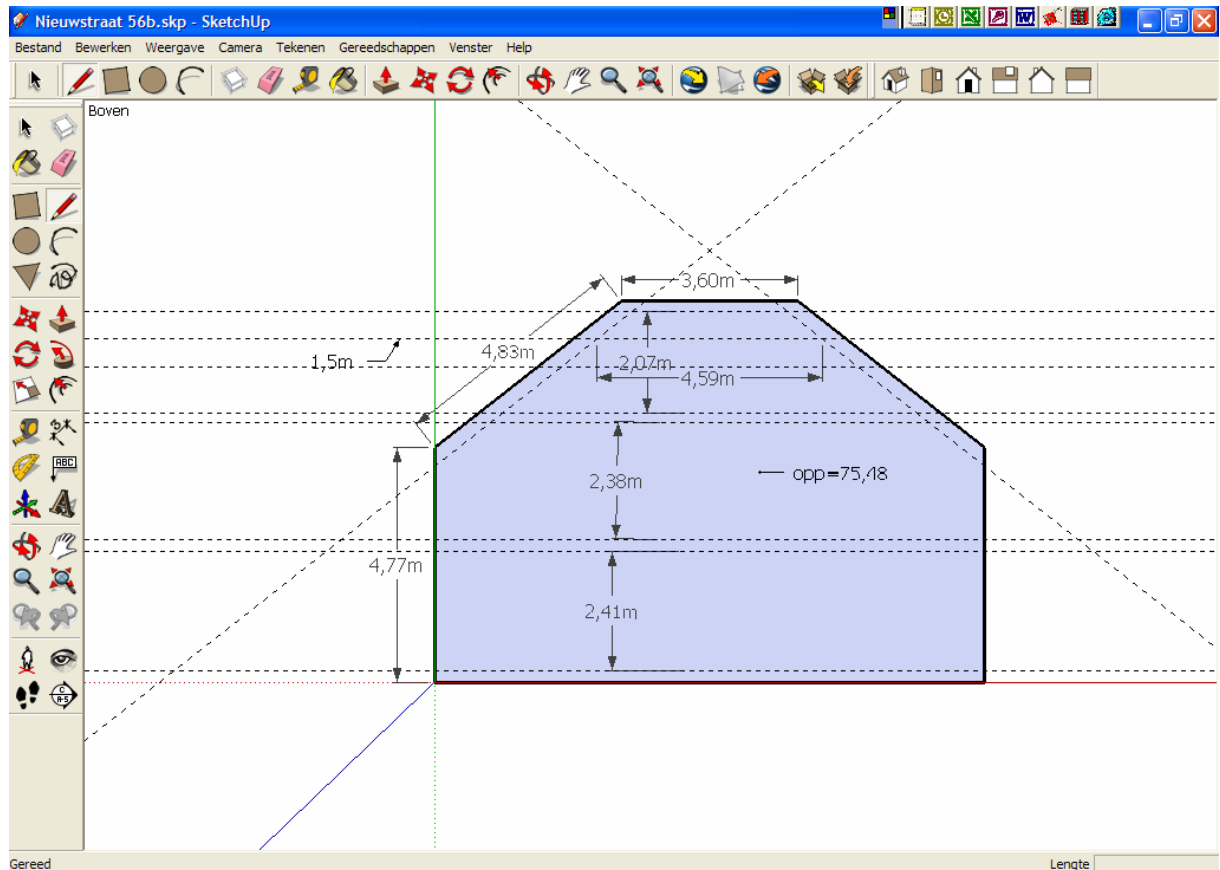 Nieuwstraat 56b.skp - SketchUp
Bestand Bewerken Weergave Camera Tekenen Gereedschappen Venster Help
Boven
3,60m
4,83m
1,5m
2,07m
4,59m
2,38m
opp=75,48
4,77m
2,41m
ABC
Gereed
Lengte